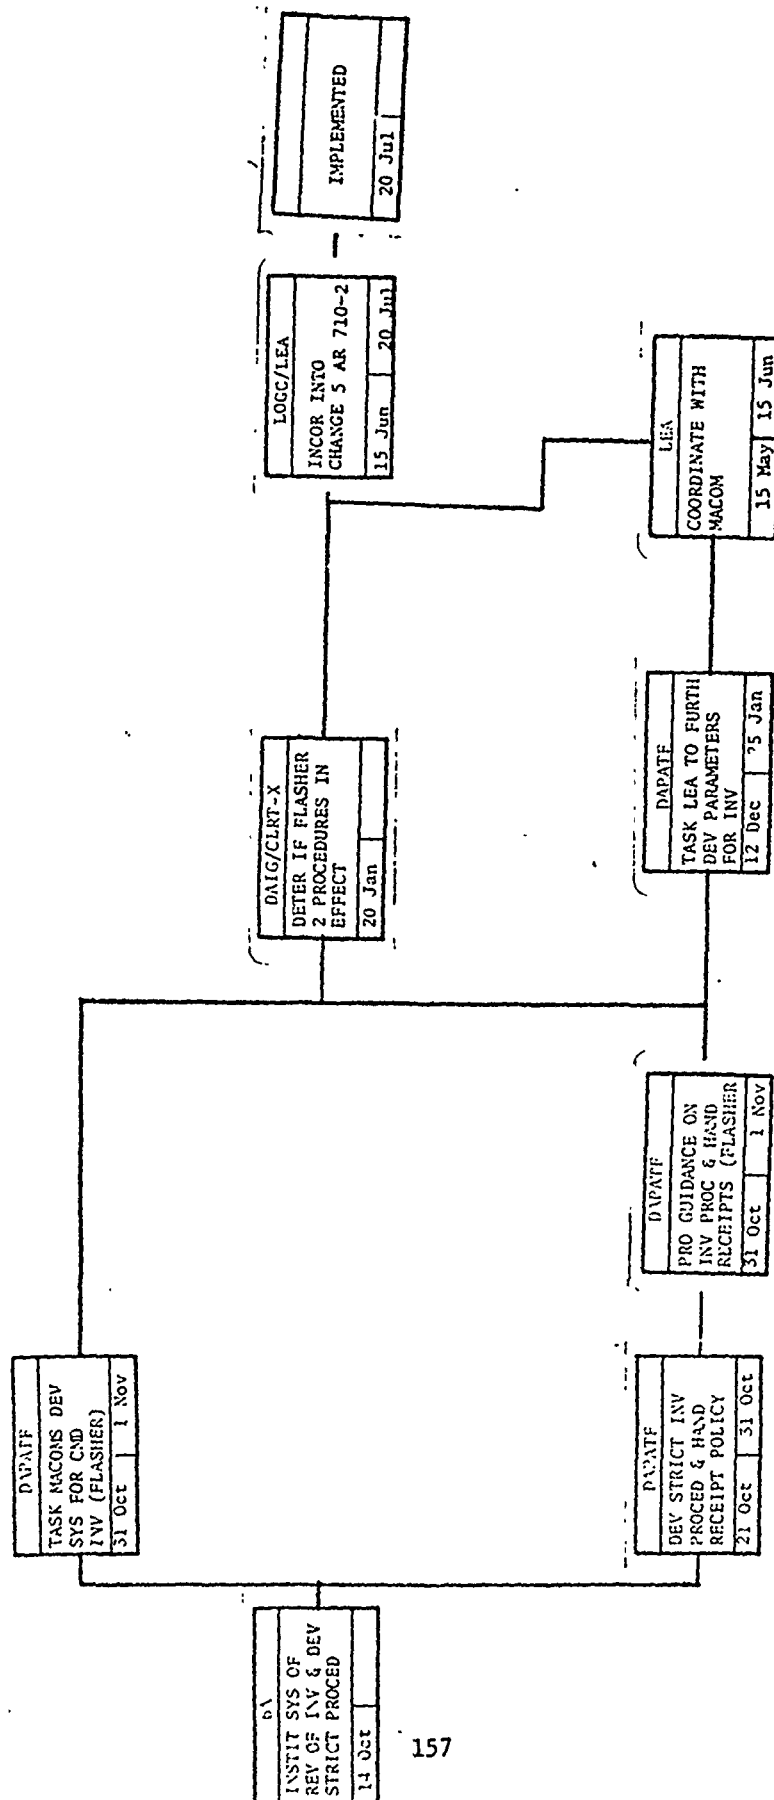 DA
INSTIT SYS OF
REV OF INV & DEV
STRICT PROCED
14 Oct
DAPATF
TASK MACOMS DEV
SYS FOR CMD
INV (FLASHER)
31 Oct 1 Nov
DAPATF
DEV STRICT INV
PROCED & HAND
RECEIPT POLICY
21 Oct 31 Oct
DAPATF
PRO GUIDANCE ON
INV PROC & HAND
RECEIPTS (FLASHER
31 Oct 1 Nov
DAIG/CLRT-X
DETER IF FLASHER
2 PROCEDURES IN
EFFECT
20 Jan
DAPATF
TASK LEA TO FURTH
DEV PARAMETERS
FOR INV
12 Dec 75 Jan
LEA
COORDINATE WITH
MACOM
15 May 15 Jun
LOGC/LEA
INCOR INTO
CHANGE 5 AR 710-2
15 Jun 20 Jul
IMPLEMENTED
20 Jul
157